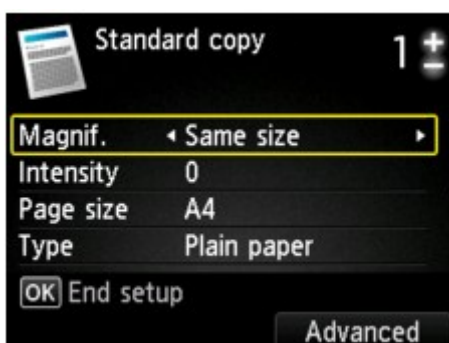 Standard copy
1
Magnif. Same size
Intensity 0
Page size A4
Type Plain paper
OK End setup
Advanced